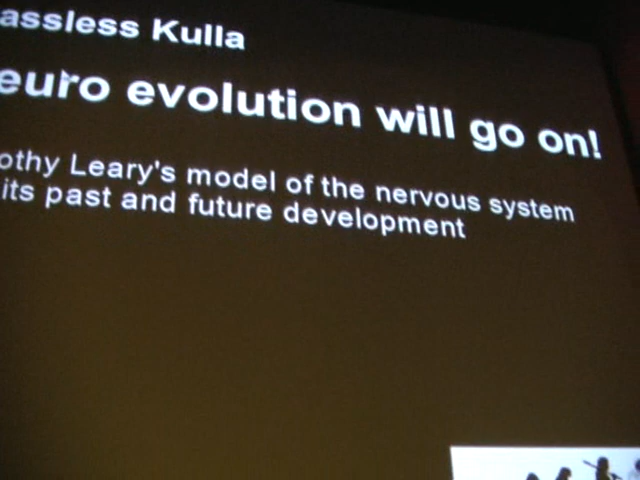 assless Kulla
euro evolution will go on!
othy Leary's model of the nervous system
its past and future development